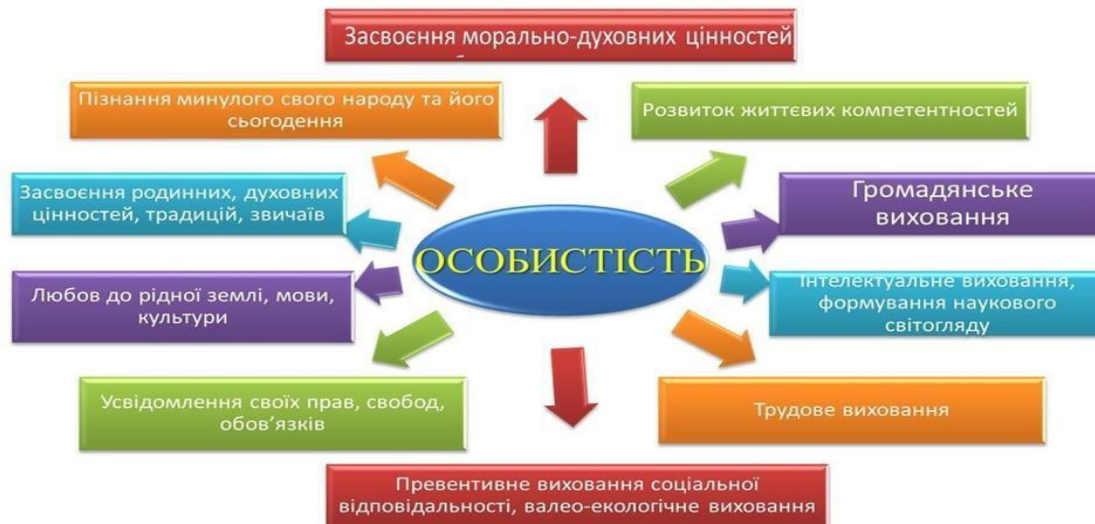 Засвоєння морально-духовних цінностей
Пізнання минулого свого народу та його
сьогодення
Розвиток життєвих компетентностей
Засвоєння родинних, духовних
цінностей, традицій, звичаїв
Громадянське
виховання
ОСОБИСТІСТЬ
Любов до рідної землі, мови,
культури
Інтелектуальне виховання,
формування наукового
світогляду
Усвідомлення своїх прав, свобод,
обов’язків
Трудове виховання
Превентивне виховання соціальної
відповідальності, валео-екологічне виховання